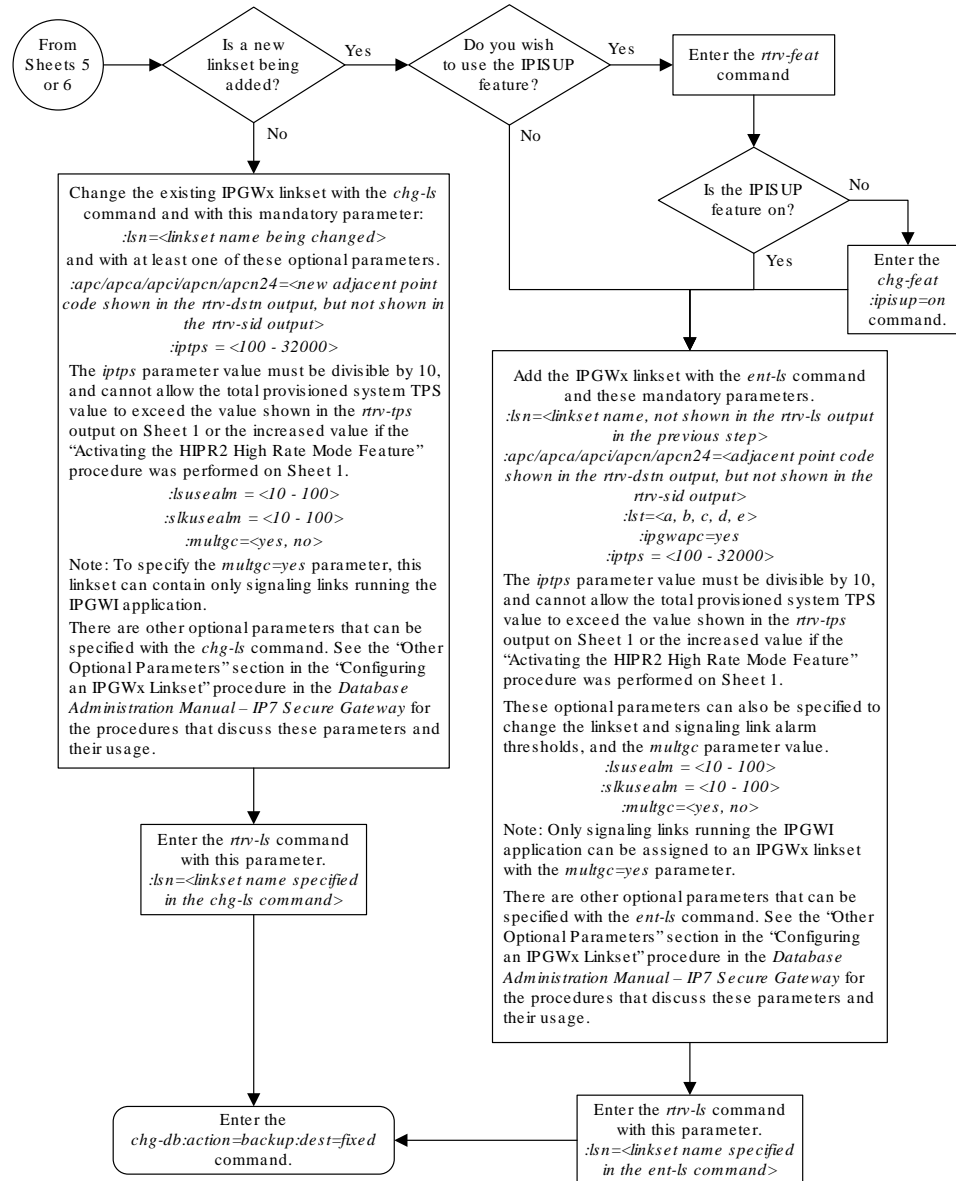 From
Sheets 5
or 6
Is a new
linkset being
added?
Yes
No
Do you wish
to use the IPISUP
feature?
Yes
No
Enter the rtrv-feat
command
Is the IPISUP
feature on?
No
Yes
Enter the
chg-feat
:ipisup=on
command.
Change the existing IPGWx linkset with the chg-ls
command and with this mandatory parameter:
:lsn=<linkset name being changed>
and with at least one of these optional parameters.
:apc/apca/apci/apcn/apcn24=<new adjacent point
code shown in the rtrv-dstn output, but not shown in
the rtrv-sid output>
:iptps = <100 - 32000>
The iptps parameter value must be divisible by 10,
and cannot allow the total provisioned system TPS
value to exceed the value shown in the rtrv-tps
output on Sheet 1 or the increased value if the
“Activating the HIPR2 High Rate Mode Feature”
procedure was performed on Sheet 1.
:lsusealm = <10 - 100>
:slkusealm = <10 - 100>
:multgc=<yes, no>
Note: To specify the multgc=yes parameter, this
linkset can contain only signaling links running the
IPGWI application.
There are other optional parameters that can be
specified with the chg-ls command. See the “Other
Optional Parameters” section in the “Configuring
an IPGWx Linkset” procedure in the Database
Administration Manual – IP7 Secure Gateway for
the procedures that discuss these parameters and
their usage.
Add the IPGWx linkset with the ent-ls command
and these mandatory parameters.
:lsn=<linkset name, not shown in the rtrv-ls output
in the previous step>
:apc/apca/apci/apcn/apcn24=<adjacent point code
shown in the rtrv-dstn output, but not shown in the
rtrv-sid output>
:lst=<a, b, c, d, e>
:ipgwapc=yes
:iptps = <100 - 32000>
The iptps parameter value must be divisible by 10,
and cannot allow the total provisioned system TPS
value to exceed the value shown in the rtrv-tps
output on Sheet 1 or the increased value if the
“Activating the HIPR2 High Rate Mode Feature”
procedure was performed on Sheet 1.
These optional parameters can also be specified to
change the linkset and signaling link alarm
thresholds, and the multgc parameter value.
:lsusealm = <10 - 100>
:slkusealm = <10 - 100>
:multgc=<yes, no>
Note: Only signaling links running the IPGWI
application can be assigned to an IPGWx linkset
with the multgc=yes parameter.
There are other optional parameters that can be
specified with the ent-ls command. See the “Other
Optional Parameters” section in the “Configuring
an IPGWx Linkset” procedure in the Database
Administration Manual – IP7 Secure Gateway for
the procedures that discuss these parameters and
their usage.
Enter the rtrv-ls command
with this parameter.
:lsn=<linkset name specified
in the chg-ls command>
Enter the
chg-db:action=backup:dest=fixed
command.
Enter the rtrv-ls command
with this parameter.
:lsn=<linkset name specified
in the ent-ls command>